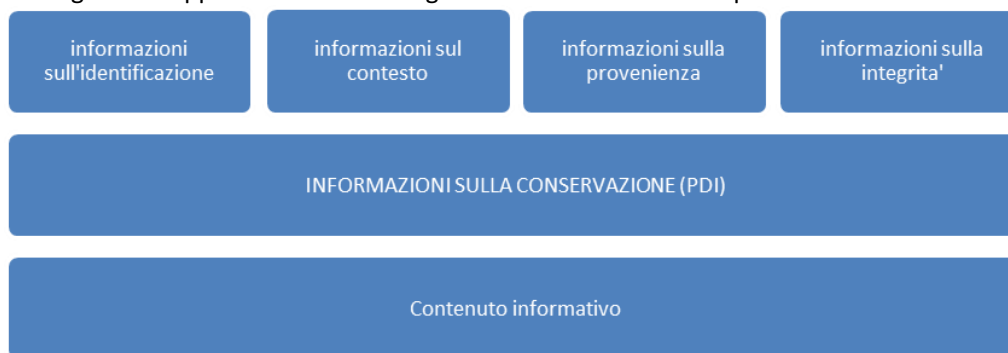 informazioni
sull'identificazione
informazioni sul
contesto
informazioni sulla
provenienza
informazioni sulla
integrita'
INFORMAZIONI SULLA CONSERVAZIONE (PDI)
Contenuto informativo